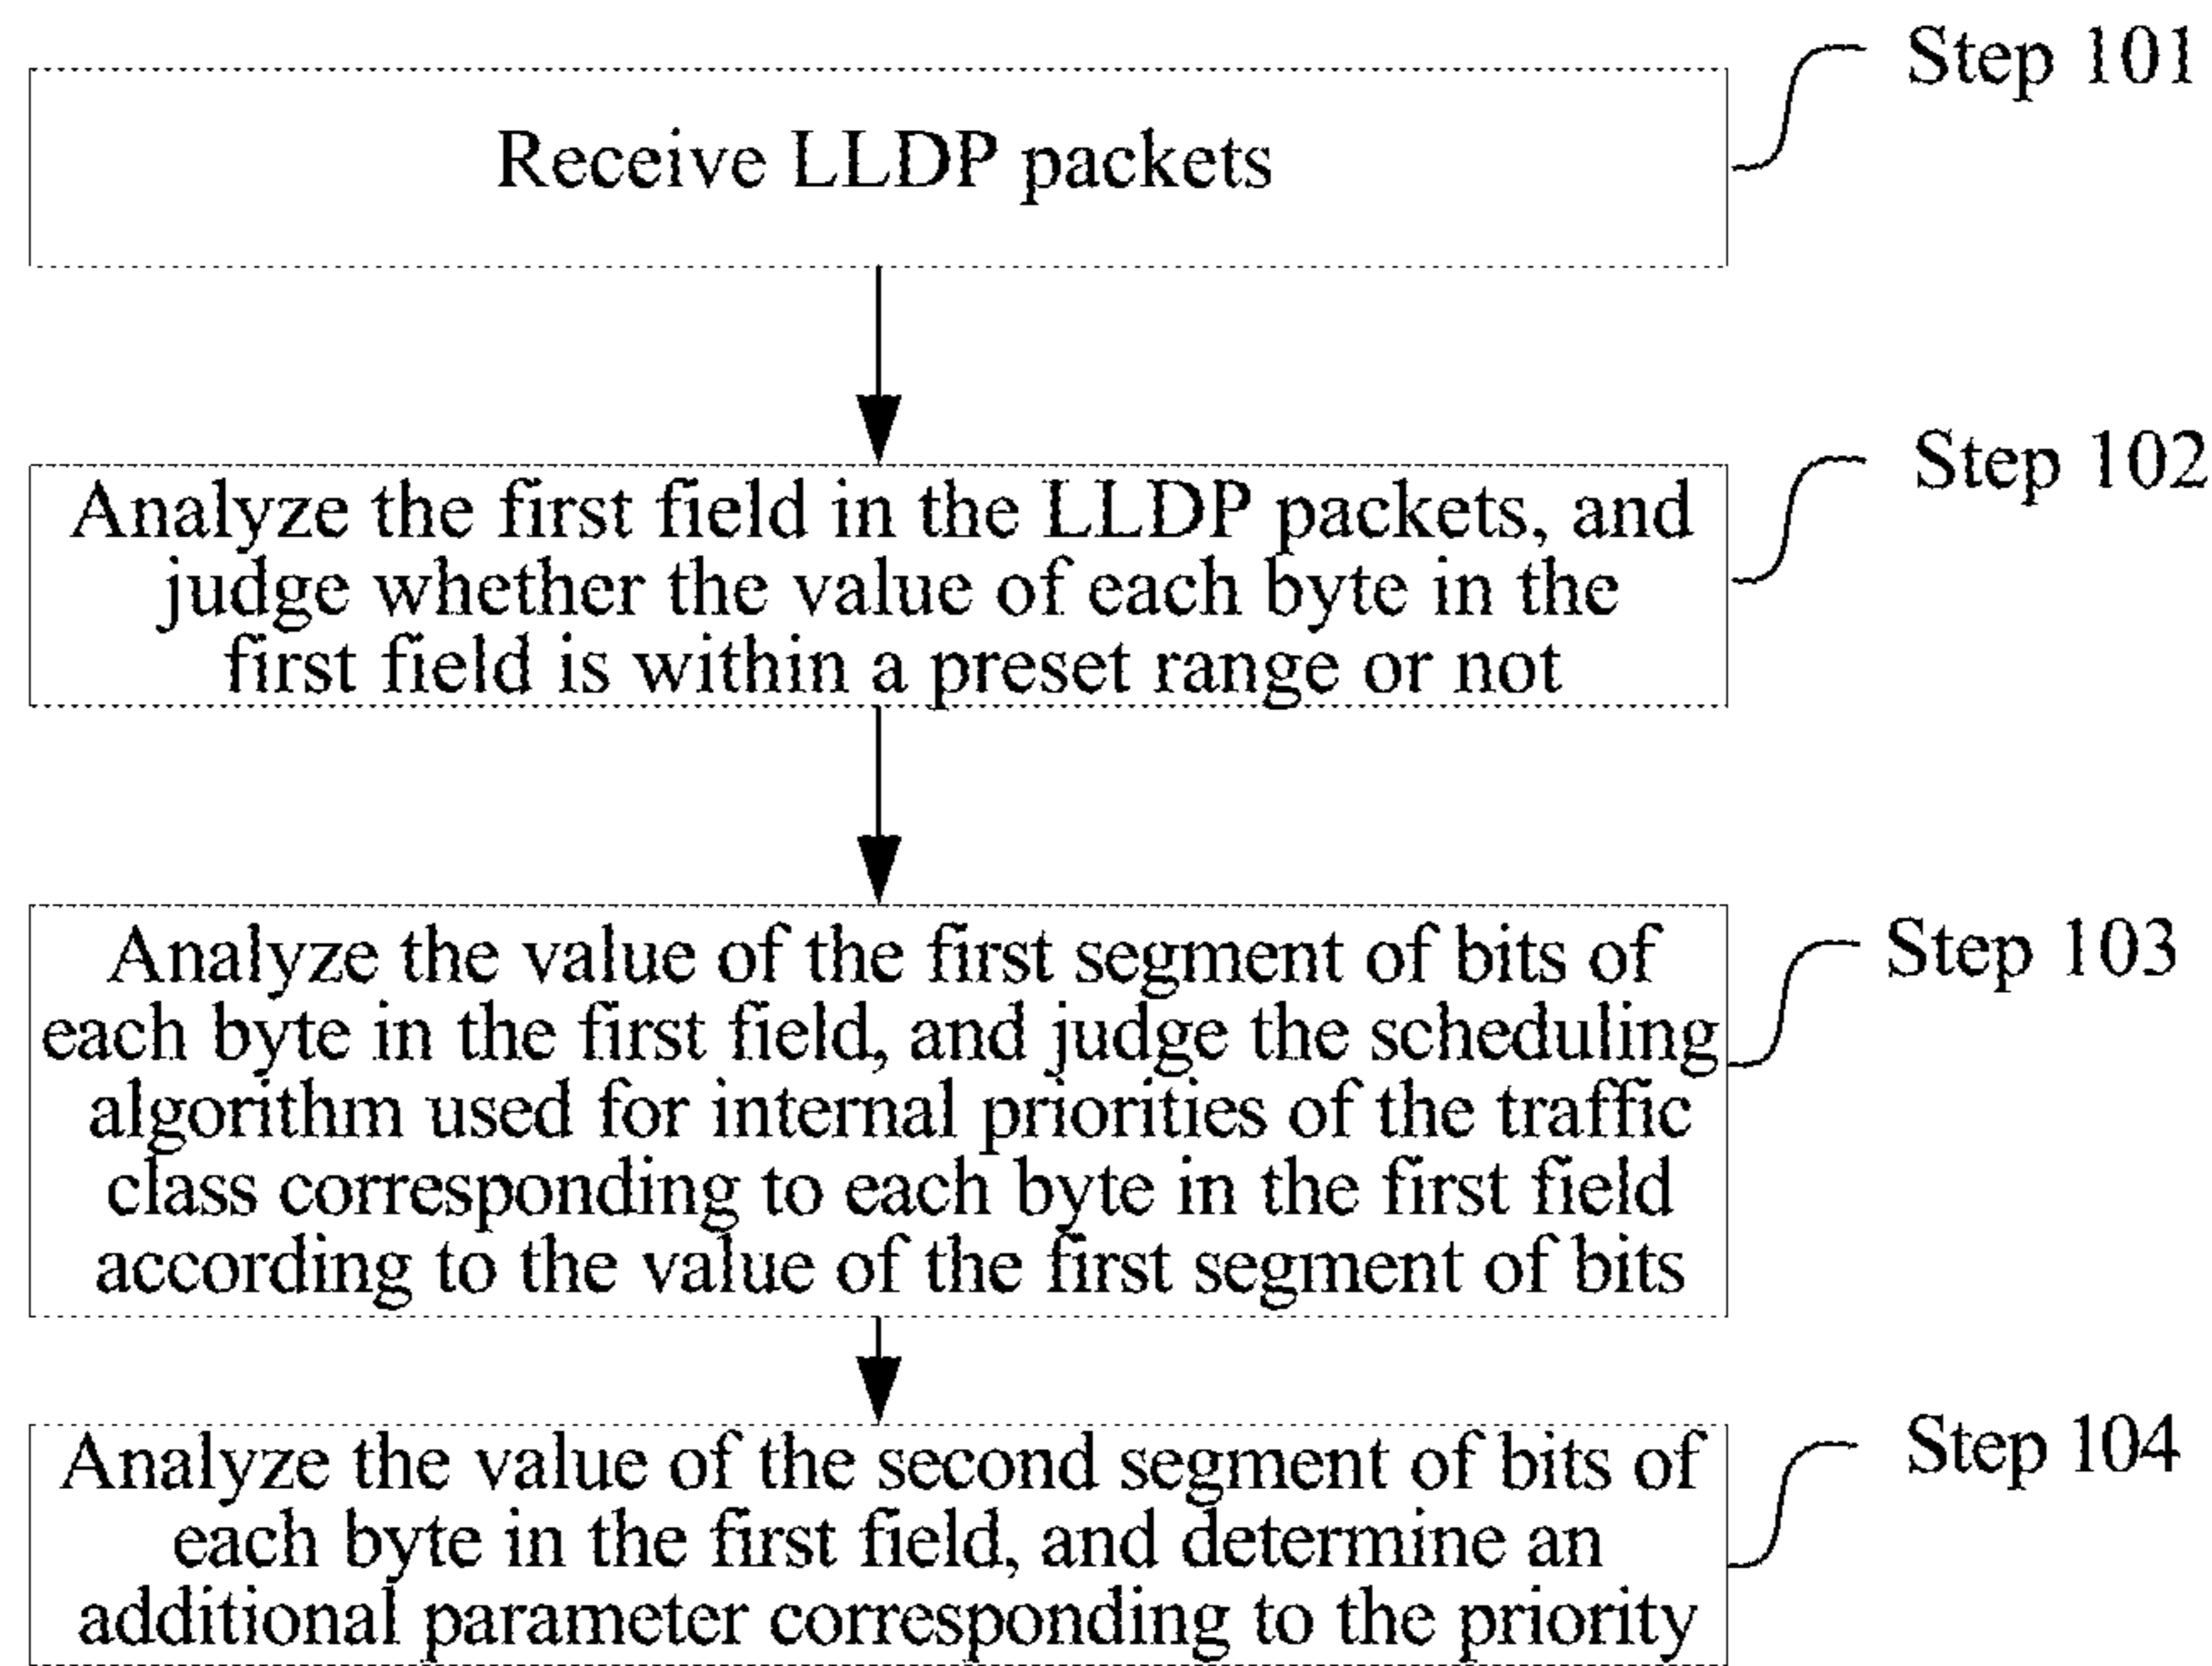 Step 101
Receive LLDP packets
Step 102
Analyze the first field in the LLDP packets, and
judge whether the value of each byte in the
first field is within a preset range or not
Step 103
Analyze the value of the first segment of bits of
each byte in the first field, and judge the scheduling
algorithm used for internal priorities of the traffic
class corresponding to each byte in the first field
according to the value of the first segment of bits
Step 104
Analyze the value of the second segment of bits of
each byte in the first field, and determine an
additional parameter corresponding to the priority